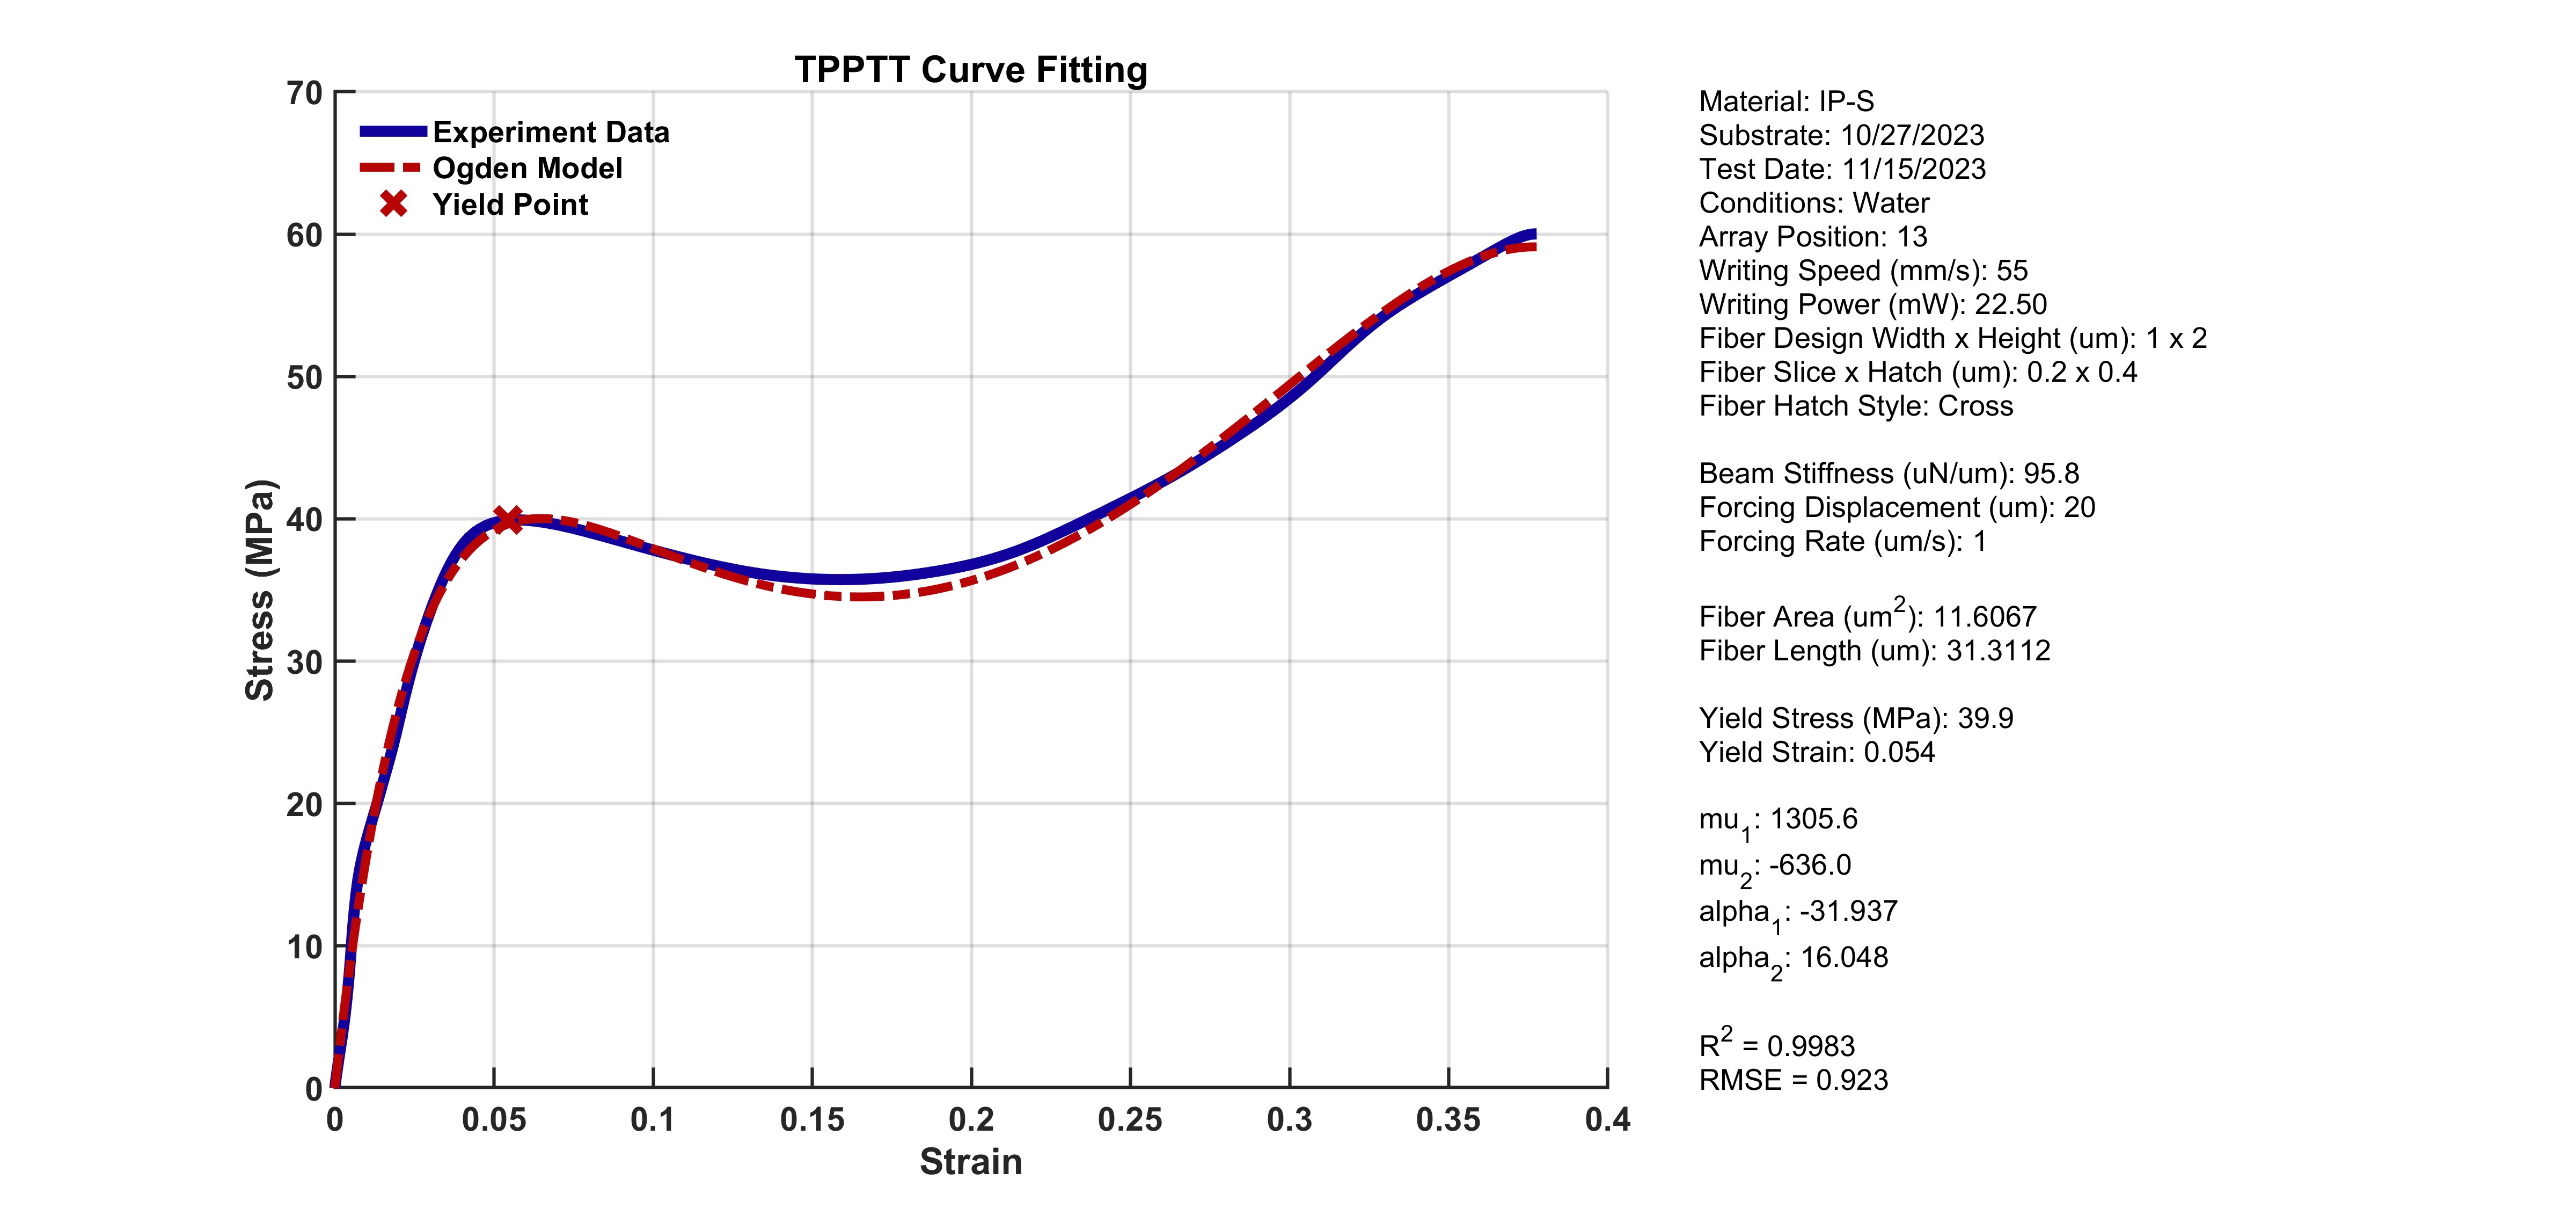 TPPTT Curve Fitting
70
60
50
40
30
20
10
0
Stress (MPa)
Experiment Data
Ogden Model
Yield Point
0 0.05 0.1 0.15 0.2 0.25 0.3 0.35 0.4
Strain
Material: IP-S
Substrate: 10/27/2023
Test Date: 11/15/2023
Conditions: Water
Array Position: 13
Writing Speed (mm/s): 55
Writing Power (mW): 22.50
Fiber Design Width x Height (um): 1 x 2
Fiber Slice x Hatch (um): 0.2 x 0.4
Fiber Hatch Style: Cross
Beam Stiffness (uN/um): 95.8
Forcing Displacement (um): 20
Forcing Rate (um/s): 1
Fiber Area (um²): 11.6067
Fiber Length (um): 31.3112
Yield Stress (MPa): 39.9
Yield Strain: 0.054
mu₁: 1305.6
mu₂: -636.0
alpha₁: -31.937
alpha₂: 16.048
R² = 0.9983
RMSE = 0.923